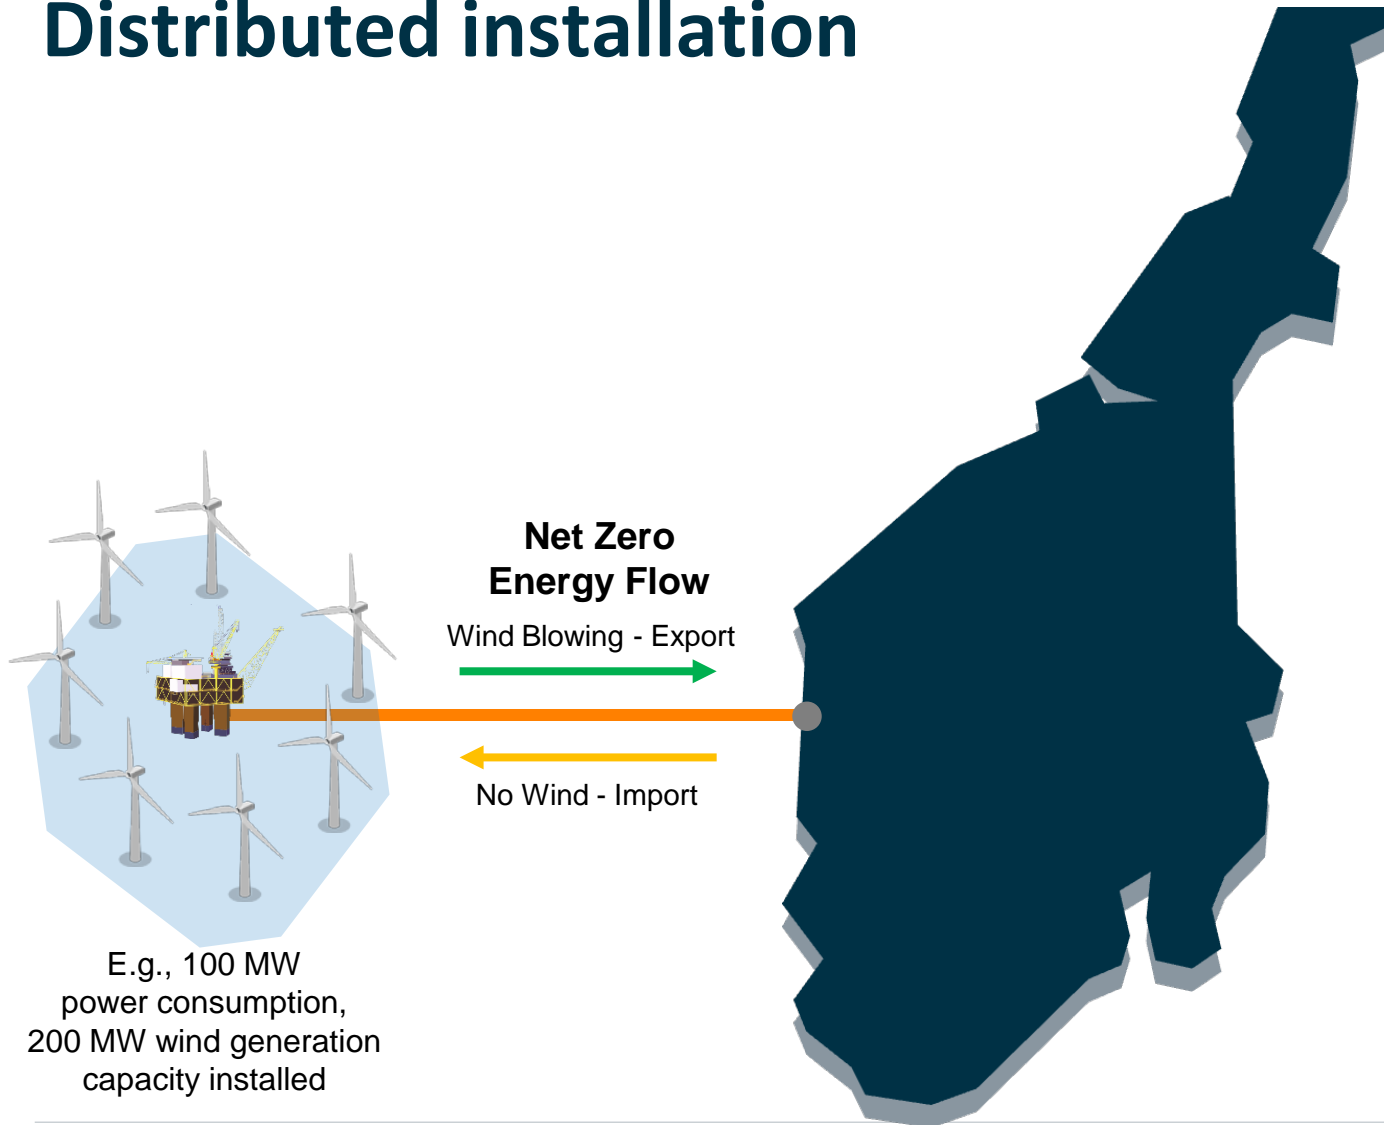 Distributed installation
Net Zero
Energy Flow
Wind Blowing - Export
No Wind - Import
E.g., 100 MW
power consumption,
200 MW wind generation
capacity installed